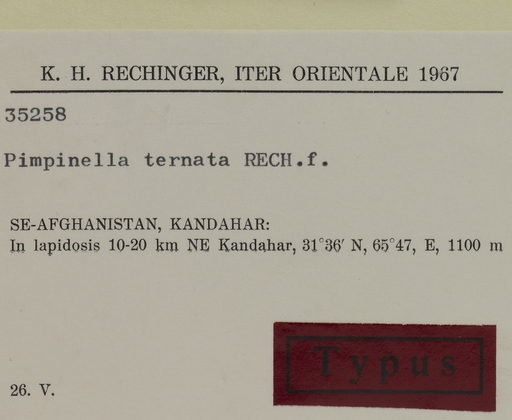 K. H. RECHINGER, ITER ORIENTALE 1967
35258
Pimpinella ternata RECH.f.
SE-AFGHANISTAN, KANDAHAR:
In lapidosis 10-20 km NE Kandahar, 31°36′ N, 65°47, E, 1100 m
Typus
26. V.